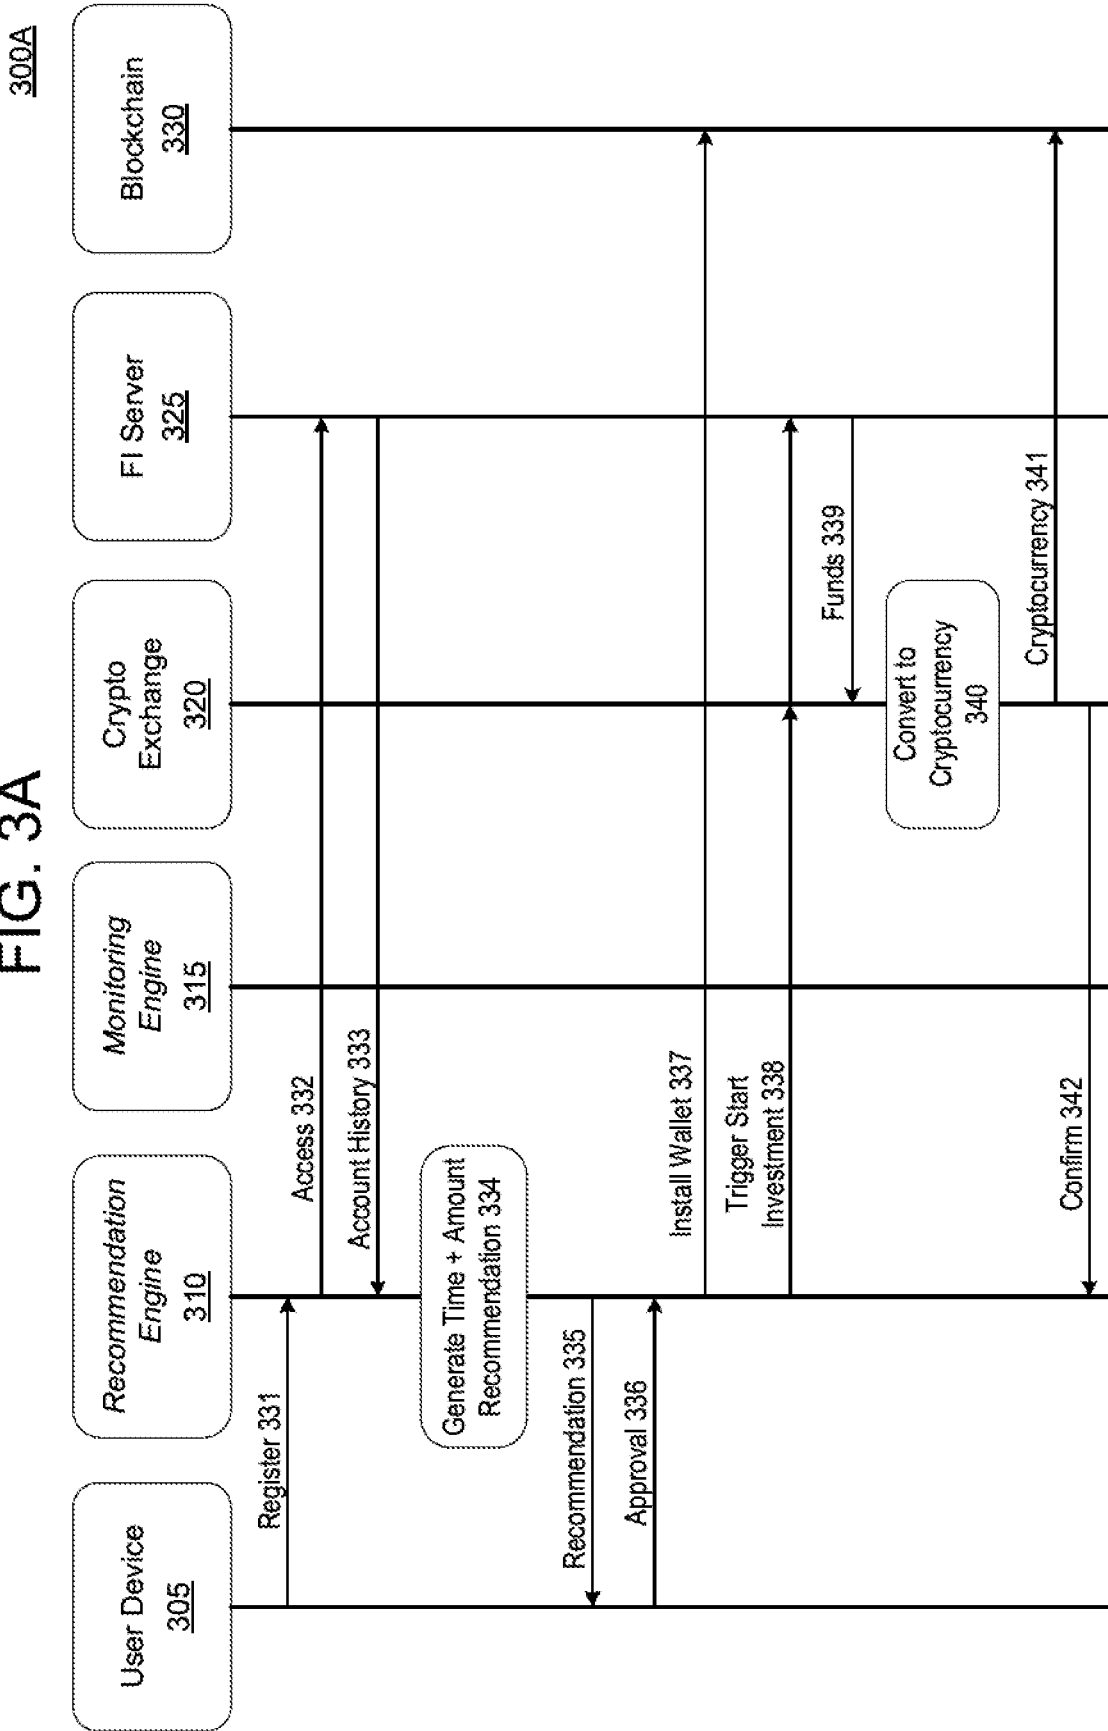 FIG. 3A
300A
User Device
305
Recommendation
Engine
310
Monitoring
Engine
315
Crypto
Exchange
320
FI Server
325
Blockchain
330
Register 331
Access 332
Account History 333
Generate Time + Amount
Recommendation 334
Recommendation 335
Approval 336
Install Wallet 337
Trigger Start
Investment 338
Funds 339
Convert to
Cryptocurrency
340
Cryptocurrency 341
Confirm 342